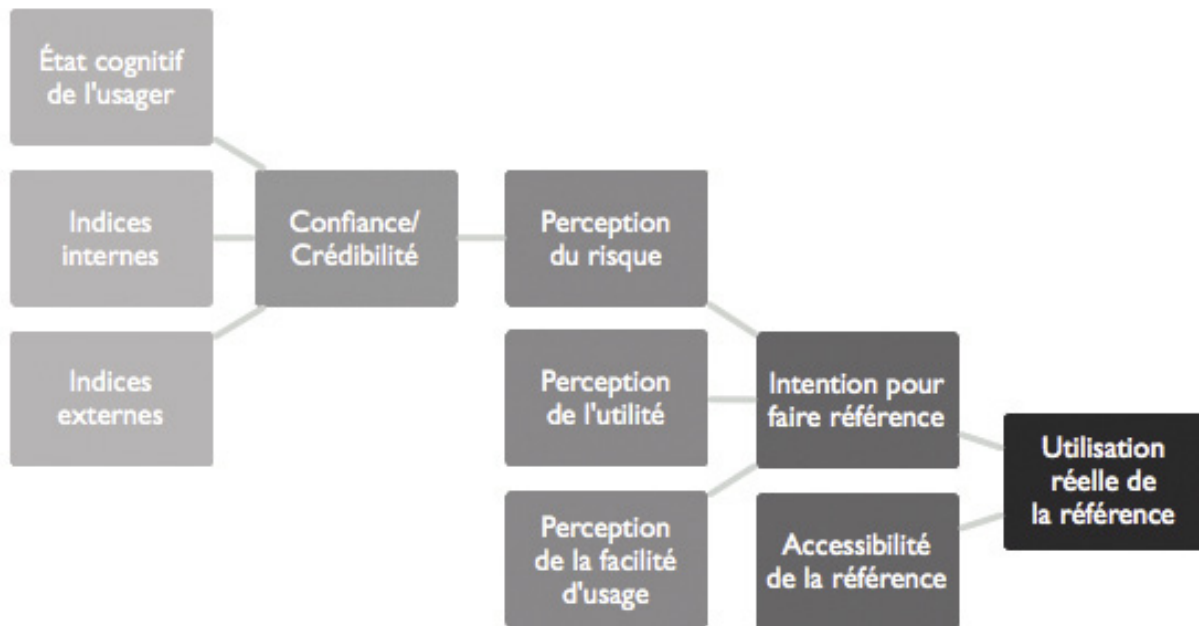 État cognitif
de l'usager
Indices
internes
Indices
externes
Confiance/
Crédibilité
Perception
du risque
Perception
de l'utilité
Perception
de la facilité
d'usage
Intention pour
faire référence
Accessibilité
de la référence
Utilisation
réelle de
la référence